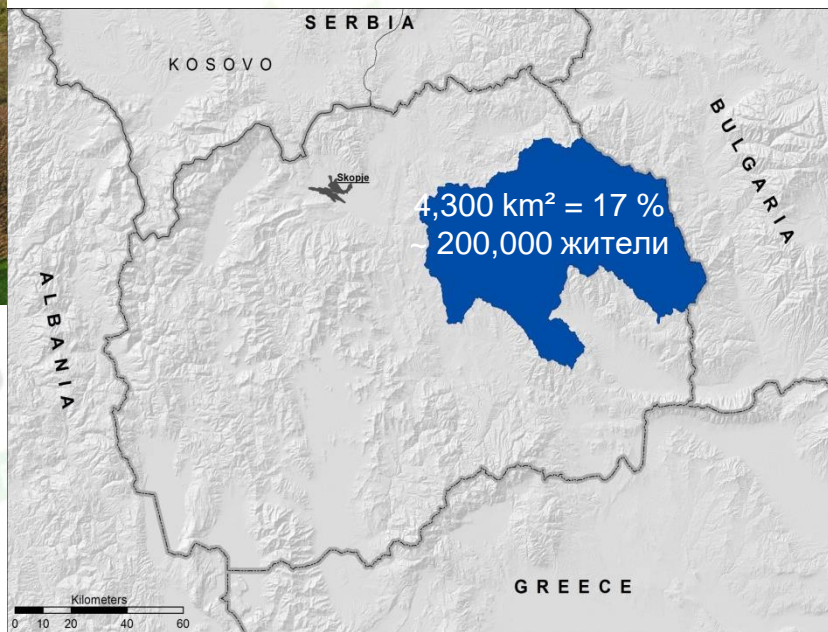 SERBIA
KOSOVO
BULGARIA
Skopje
4,300 km² = 17 %
~ 200,000 жители
ALBANIA
GREECE
Kilometers
0 10 20 40 60